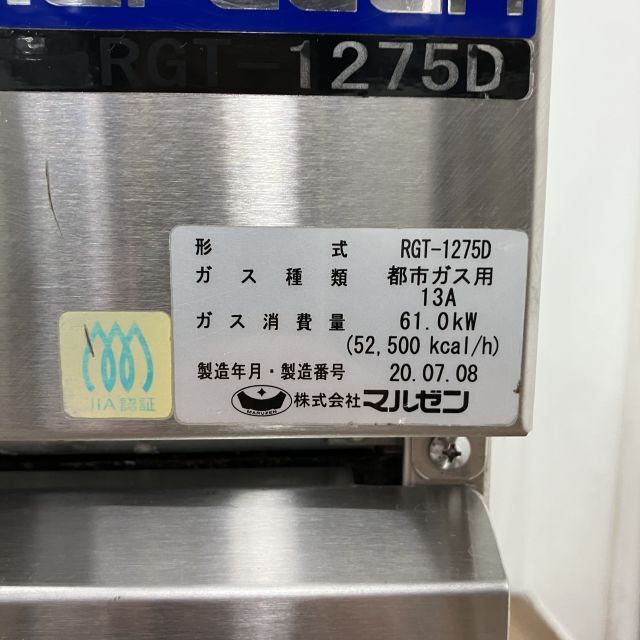 RGT-1275D
形式 RGT-1275D
ガス種類 都市ガス用
13A
ガス消費量 61.0kW
(52,500 kcal/h)
製造年月・製造番号 20.07.08
MARUZEN 株式会社マルゼン
JIA認証